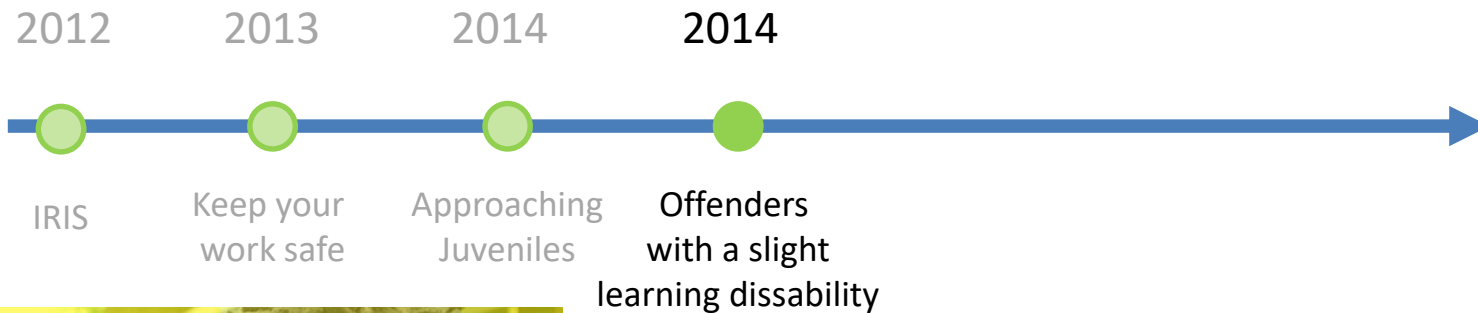 2012 2013 2014 2014
IRIS
Keep your
work safe
Approaching
Juveniles
Offenders
with a slight
learning dissability